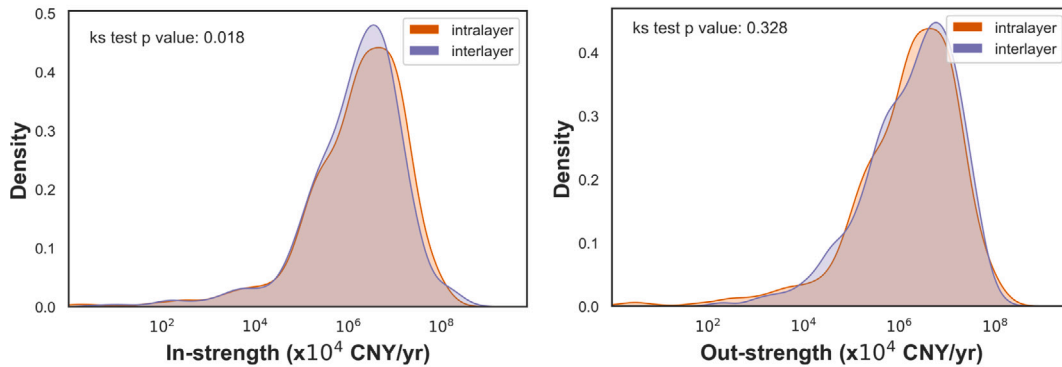 0.5
0.4
0.3
0.2
0.1
0.0
Density
ks test p value: 0.018
intralayer
interlayer
10² 10⁴ 10⁶ 10⁸
In-strength (x10⁴ CNY/yr)
0.4
0.3
0.2
0.1
0.0
Density
ks test p value: 0.328
intralayer
interlayer
10² 10⁴ 10⁶ 10⁸
Out-strength (x10⁴ CNY/yr)